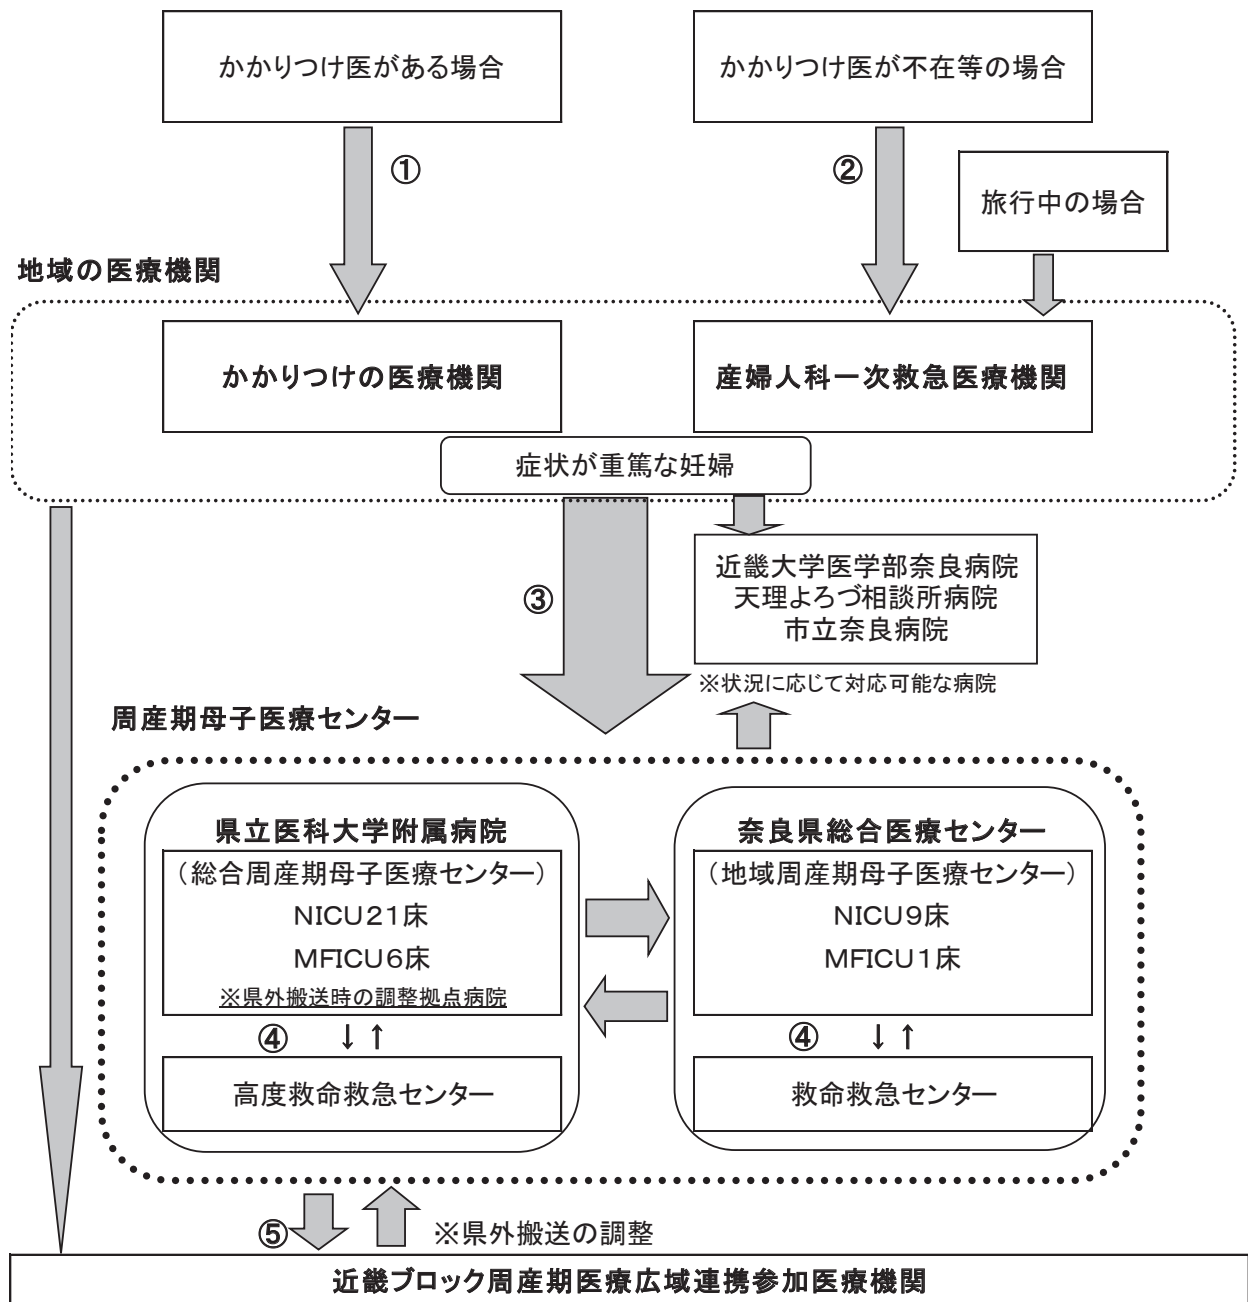 かかりつけ医がある場合
かかりつけ医が不在等の場合
①
②
旅行中の場合
地域の医療機関
かかりつけの医療機関
産婦人科一次救急医療機関
症状が重篤な妊婦
③
近畿大学医学部奈良病院
天理よろづ相談所病院
市立奈良病院
※状況に応じて対応可能な病院
周産期母子医療センター
県立医科大学附属病院
（総合周産期母子医療センター）
NICU21床
MFICU6床
※県外搬送時の調整拠点病院
④ ↓↑
高度救命救急センター
奈良県総合医療センター
（地域周産期母子医療センター）
NICU9床
MFICU1床
④ ↓↑
救命救急センター
⑤
※県外搬送の調整
近畿ブロック周産期医療広域連携参加医療機関